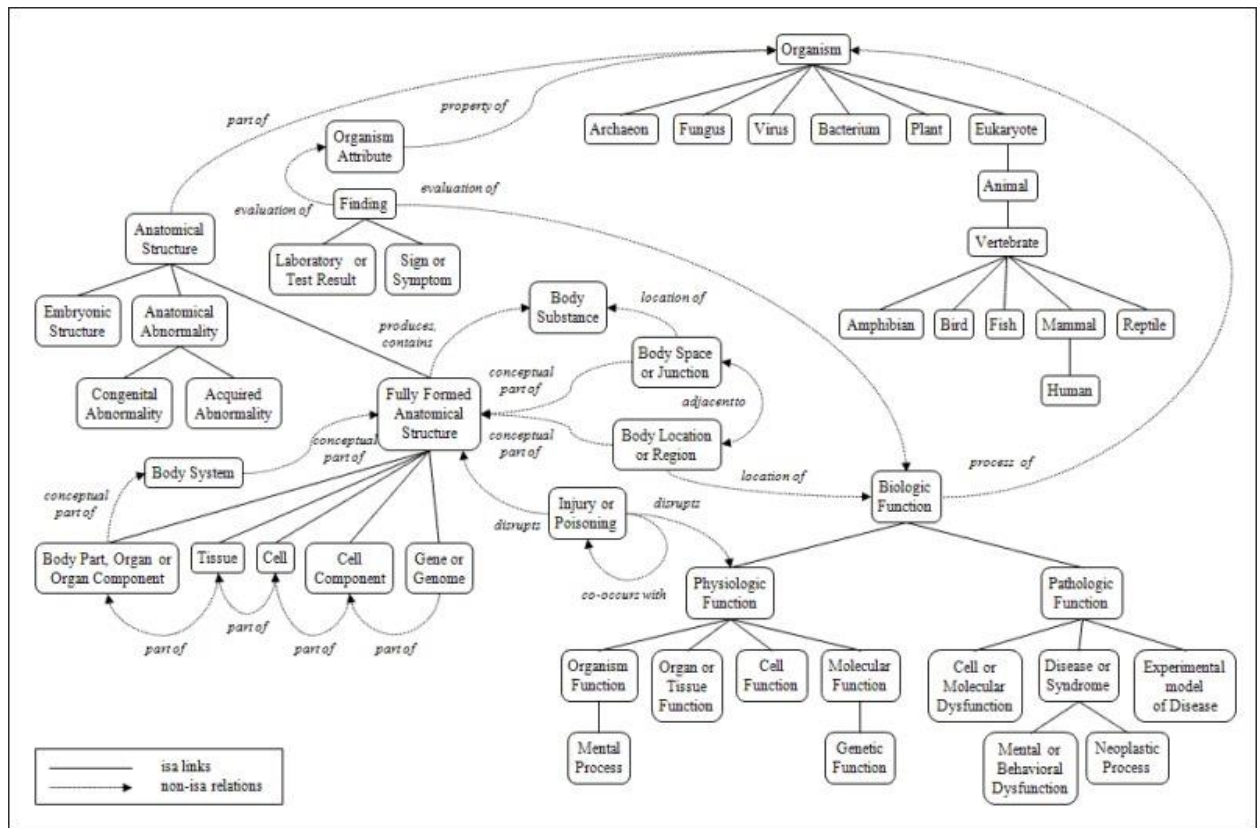 Organism
part of
property of
Archaeon
Fungus
Virus
Bacterium
Plant
Eukaryote
Organism
Attribute
Animal
evaluation of
evaluation of
Finding
Anatomical
Structure
Vertebrate
Laboratory or
Test Result
Sign or
Symptom
Embryonic
Structure
Anatomical
Abnormality
Body
Substance
location of
Amphibian
Bird
Fish
Mammal
Reptile
produces,
contains
Body Space
or Junction
Congenital
Abnormality
Acquired
Abnormality
Fully Formed
Anatomical
Structure
conceptual
part of
Human
adjacent to
conceptual
part of
conceptual
part of
Body Location
or Region
Body System
location of
process of
Biologic
Function
conceptual
part of
Injury or
Poisoning
disrupts
disrupts
Body Part, Organ or
Organ Component
Tissue
Cell
Cell
Component
Gene or
Genome
co-occurs with
Physiologic
Function
Pathologic
Function
part of
part of
part of
part of
Organism
Function
Organ or
Tissue
Function
Cell
Function
Molecular
Function
Cell or
Molecular
Dysfunction
Disease or
Syndrome
Experimental
model
of Disease
Mental
Process
Genetic
Function
Mental or
Behavioral
Dysfunction
Neoplastic
Process
isa links
non-isa relations